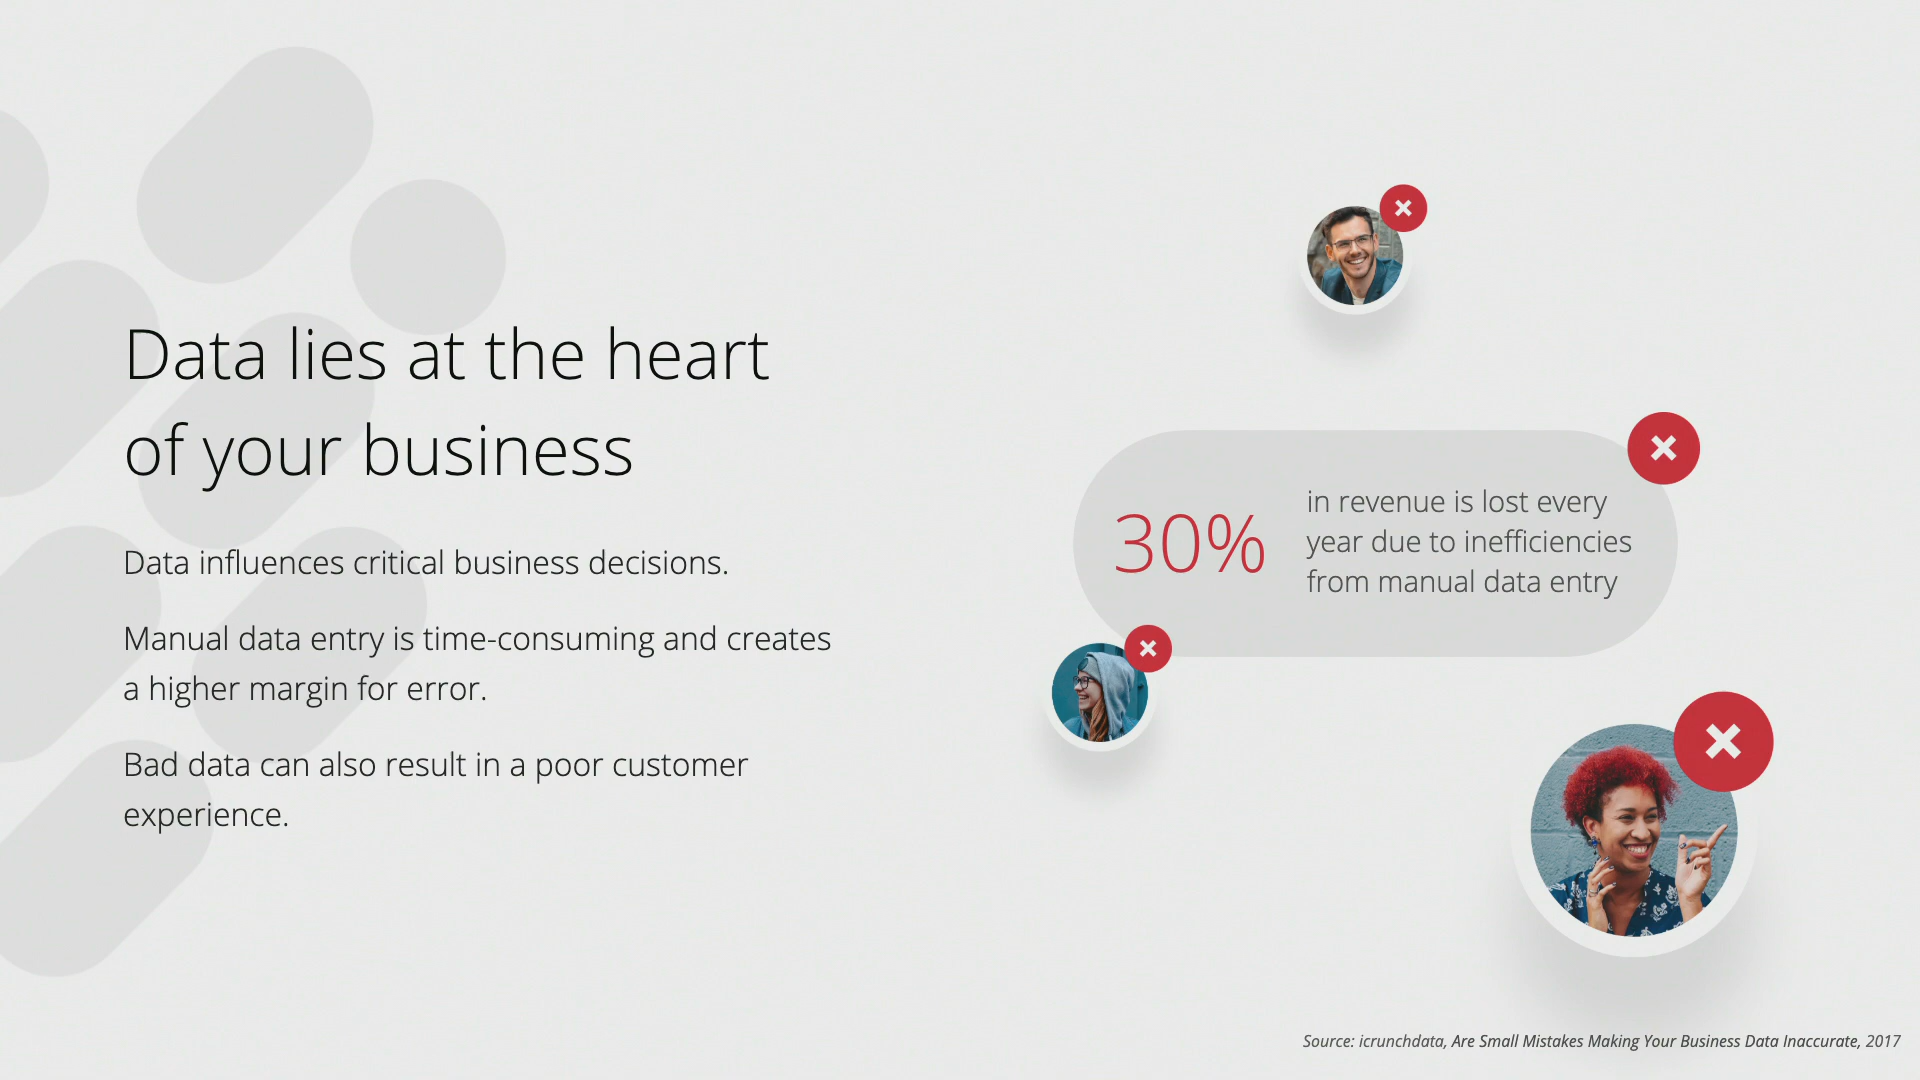 Data lies at the heart
of your business
Data influences critical business decisions.
Manual data entry is time-consuming and creates
a higher margin for error.
Bad data can also result in a poor customer
experience.
30%
in revenue is lost every
year due to inefficiencies
from manual data entry
Source: icrunchdata, Are Small Mistakes Making Your Business Data Inaccurate, 2017